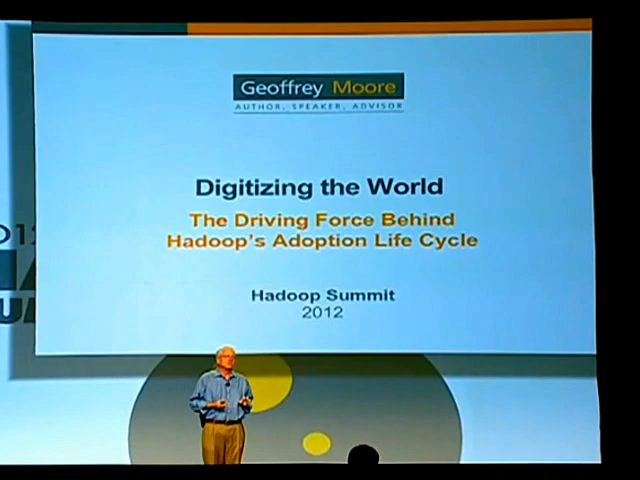 Geoffrey Moore
AUTHOR, SPEAKER, ADVISOR
Digitizing the World
The Driving Force Behind
Hadoop's Adoption Life Cycle
Hadoop Summit
2012